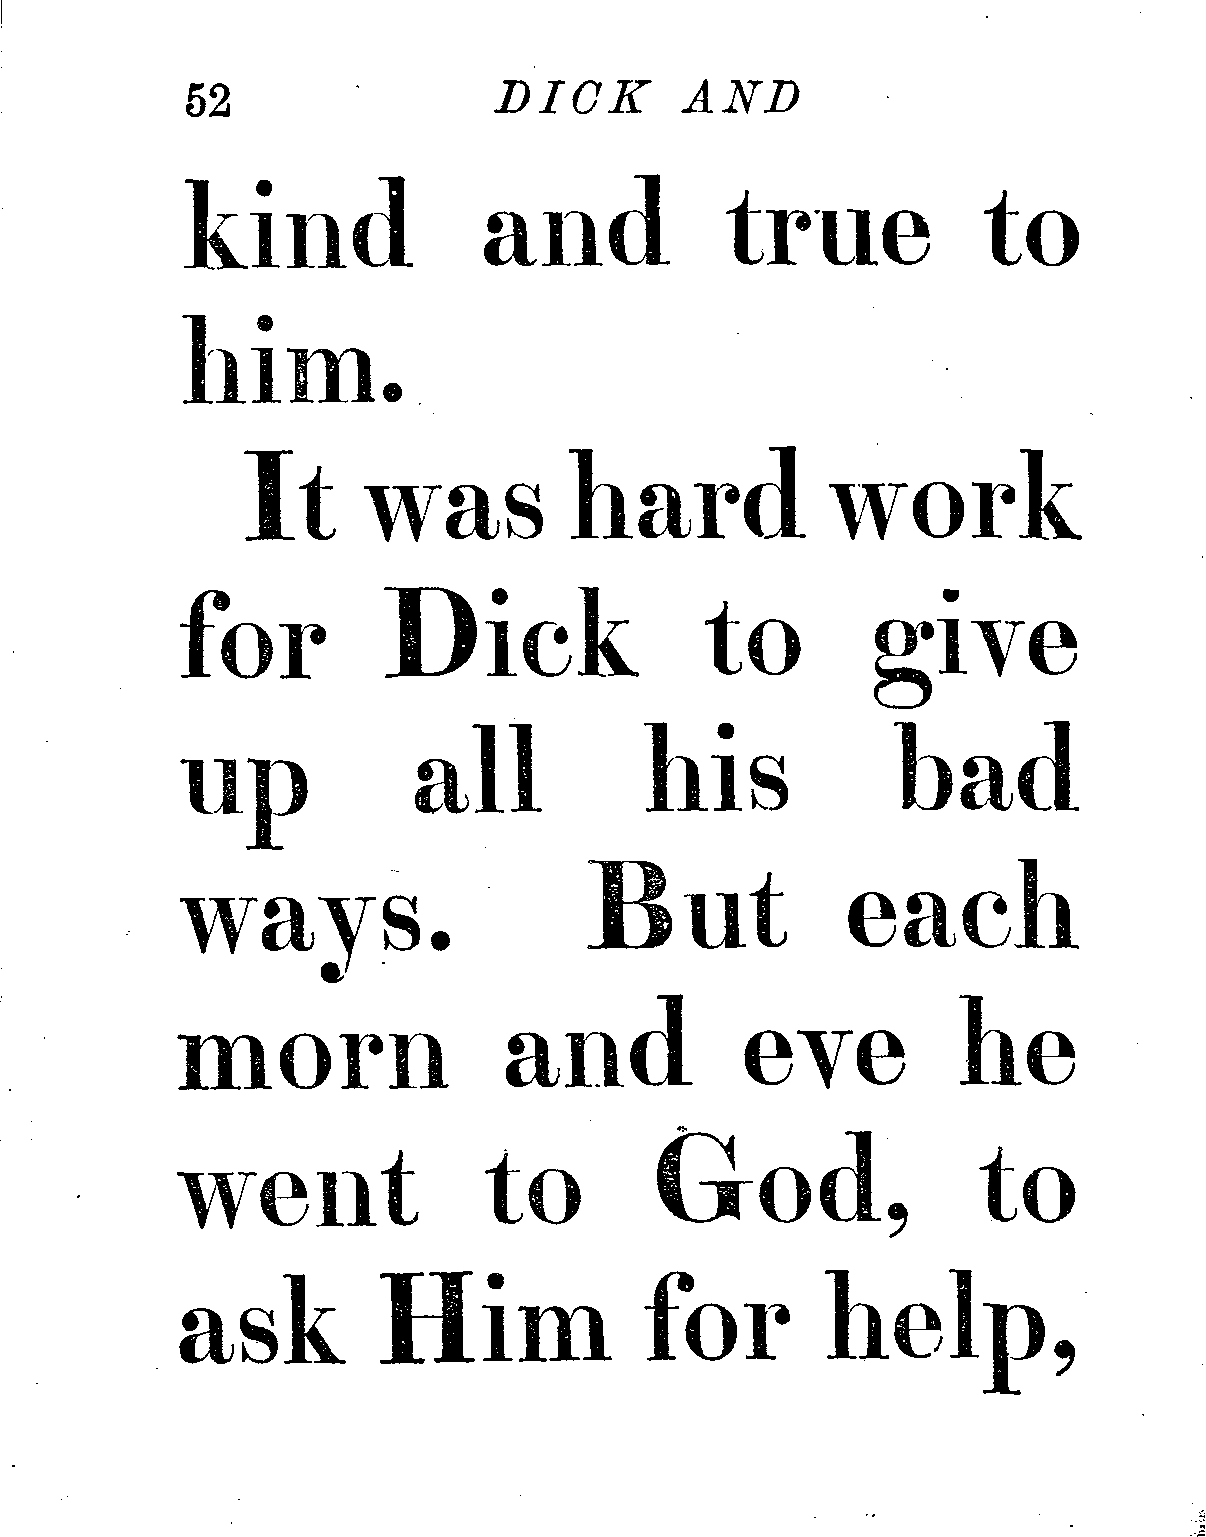 52 DICK AND
kind and true to
him.
It was hard work
for Dick to give
up all his bad
ways. But each
morn and eve he
went to God, to
ask Him for help,